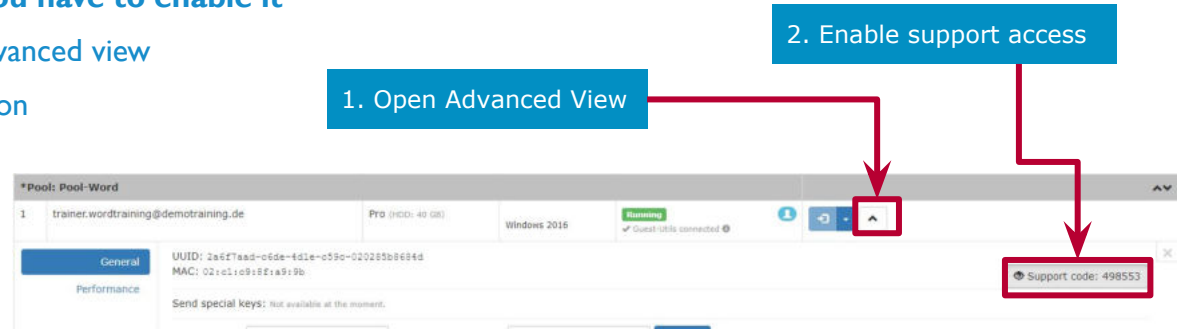 ou have to enable it
vanced view
on
2. Enable support access
1. Open Advanced View
*Pool: Pool-Word
1 trainer.wordtraining@demotraining.de Pro (HDD: 40 GB) Windows 2016 Running
✔ Guest-Utils connected
General
UUID: 2a6f7aad-c6de-4d1e-c59c-020285b8684d
MAC: 02:c1:c9:8f:a9:9b
Support code: 498553
Performance
Send special keys: Not available at the moment.